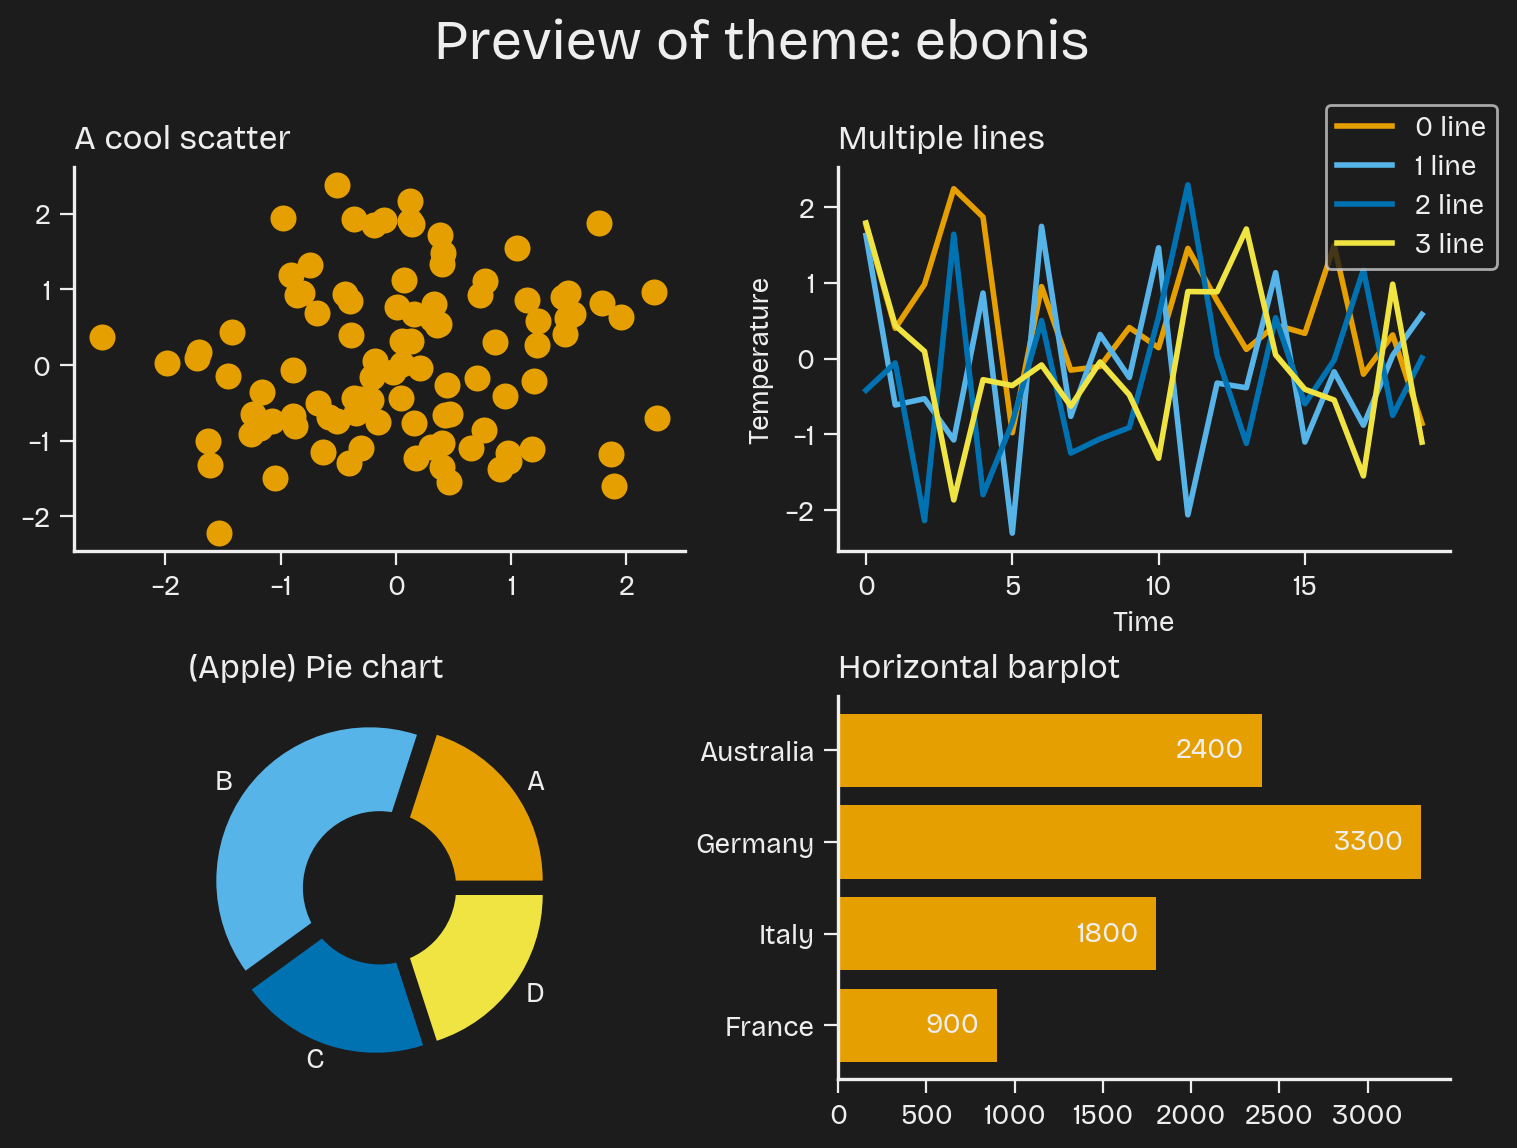 Preview of theme: ebonis
A cool scatter
2
1
0
−1
−2
−2
−1
0
1
2
Multiple lines
0 line
1 line
2 line
3 line
Temperature
2
1
0
−1
−2
0
5
10
15
Time
(Apple) Pie chart
A
B
C
D
Horizontal barplot
Australia
2400
Germany
3300
Italy
1800
France
900
0
500
1000
1500
2000
2500
3000